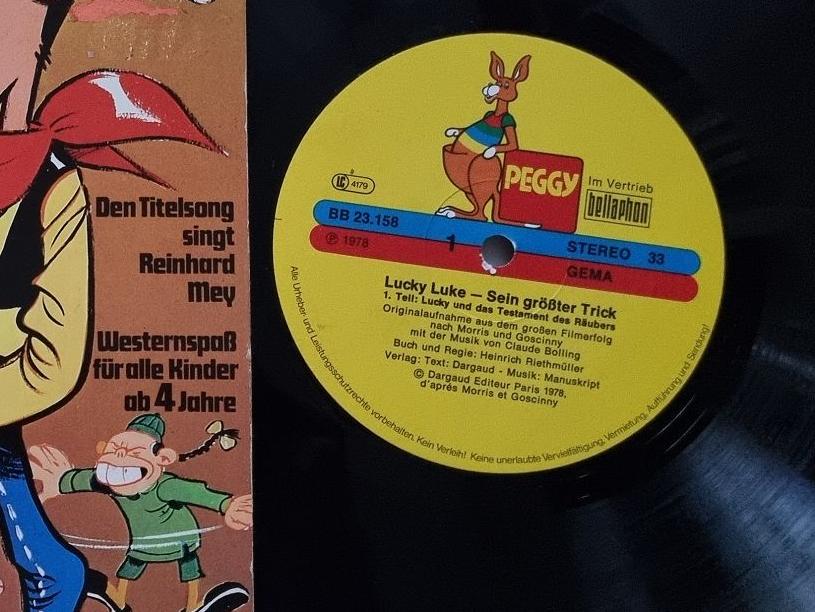 Den Titelsong
singt
Reinhard
Mey
Westernspaß
für alle Kinder
ab 4 Jahre
PEGGY
Im Vertrieb
bellaphon
LC 4179
BB 23.158
℗ 1978
1
STEREO 33
GEMA
Lucky Luke – Sein größter Trick
1. Teil: Lucky und das Testament des Räubers
Originalaufnahme aus dem großen Filmerfolg
nach Morris und Goscinny
mit der Musik von Claude Bolling
Buch und Regie: Heinrich Riethmüller
Verlag: Text: Dargaud - Musik: Manuskript
© Dargaud Editeur Paris 1978,
d'aprés Morris et Goscinny
Alle Urheber- und Leistungsschutzrechte vorbehalten. Kein Verleih! Keine unerlaubte Vervielfältigung, Vermietung, Aufführung und Sendung!